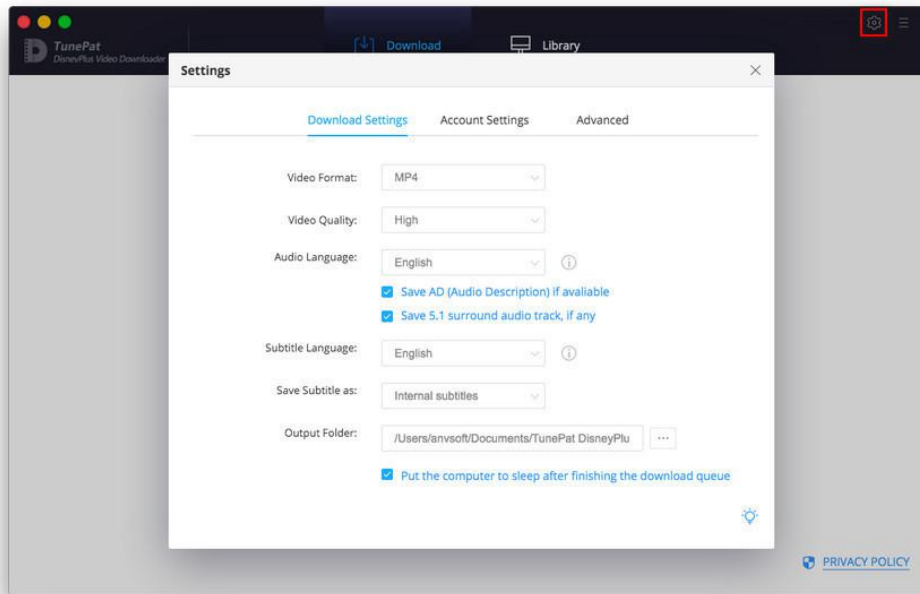 TunePat
DisneyPlus Video Downloader
Download
Library
Settings
Download Settings
Account Settings
Advanced
Video Format:
MP4
Video Quality:
High
Audio Language:
English
Save AD (Audio Description) if avaliable
Save 5.1 surround audio track, if any
Subtitle Language:
English
Save Subtitle as:
Internal subtitles
Output Folder:
/Users/anvsoft/Documents/TunePat DisneyPlu
...
Put the computer to sleep after finishing the download queue
PRIVACY POLICY